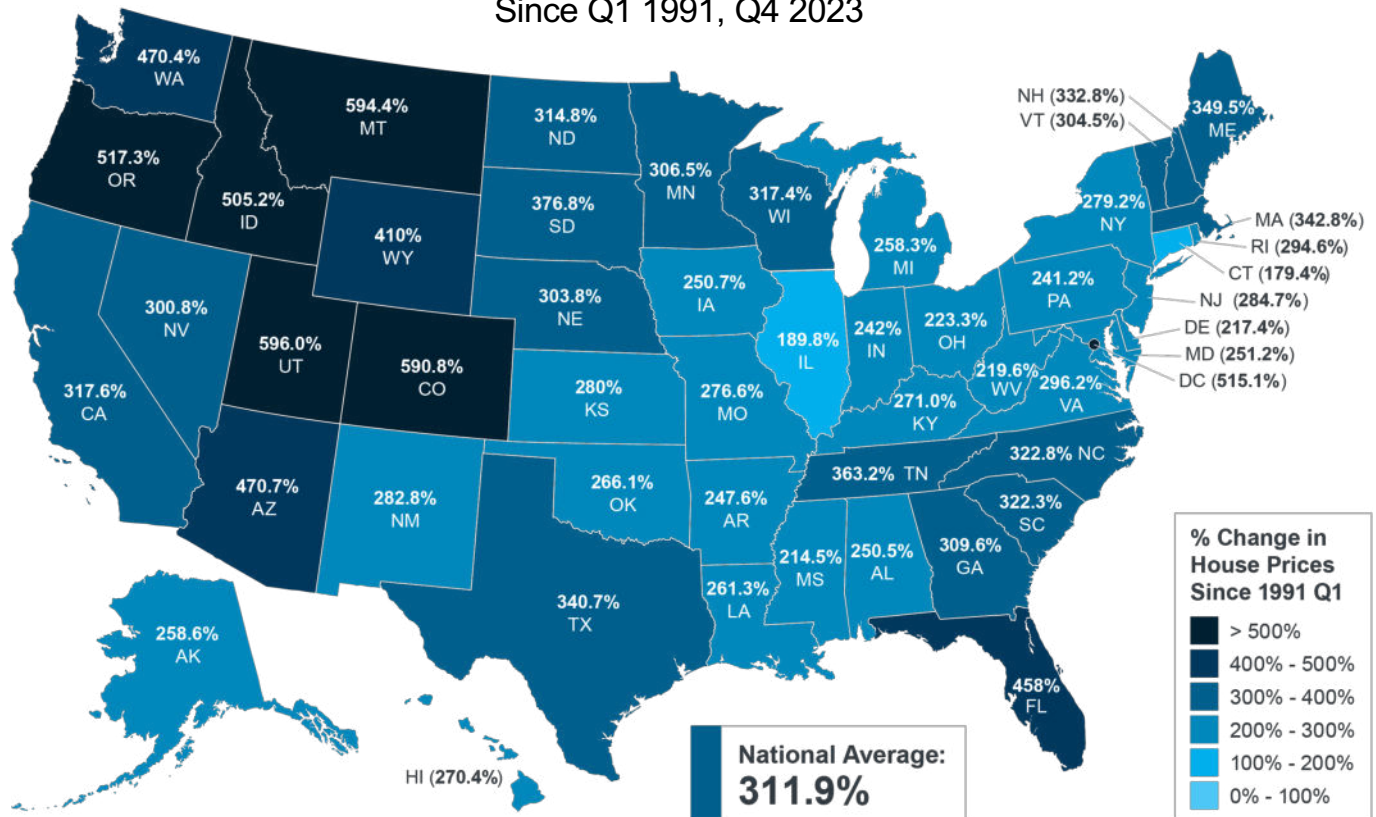 Since Q1 1991, Q4 2023
470.4%
WA
594.4%
MT
314.8%
ND
NH (332.8%)
VT (304.5%)
349.5%
ME
517.3%
OR
505.2%
ID
306.5%
MN
317.4%
WI
376.8%
SD
279.2%
NY
MA (342.8%)
RI (294.6%)
CT (179.4%)
NJ (284.7%)
DE (217.4%)
MD (251.2%)
DC (515.1%)
410%
WY
258.3%
MI
241.2%
PA
250.7%
IA
300.8%
NV
303.8%
NE
596.0%
UT
590.8%
CO
189.8%
IL
242%
IN
223.3%
OH
219.6%
WV
296.2%
VA
317.6%
CA
280%
KS
276.6%
MO
271.0%
KY
322.8% NC
363.2% TN
470.7%
AZ
282.8%
NM
266.1%
OK
247.6%
AR
322.3%
SC
214.5%
MS
250.5%
AL
309.6%
GA
261.3%
LA
340.7%
TX
258.6%
AK
458%
FL
HI (270.4%)
National Average:
311.9%
% Change in
House Prices
Since 1991 Q1
> 500%
400% - 500%
300% - 400%
200% - 300%
100% - 200%
0% - 100%